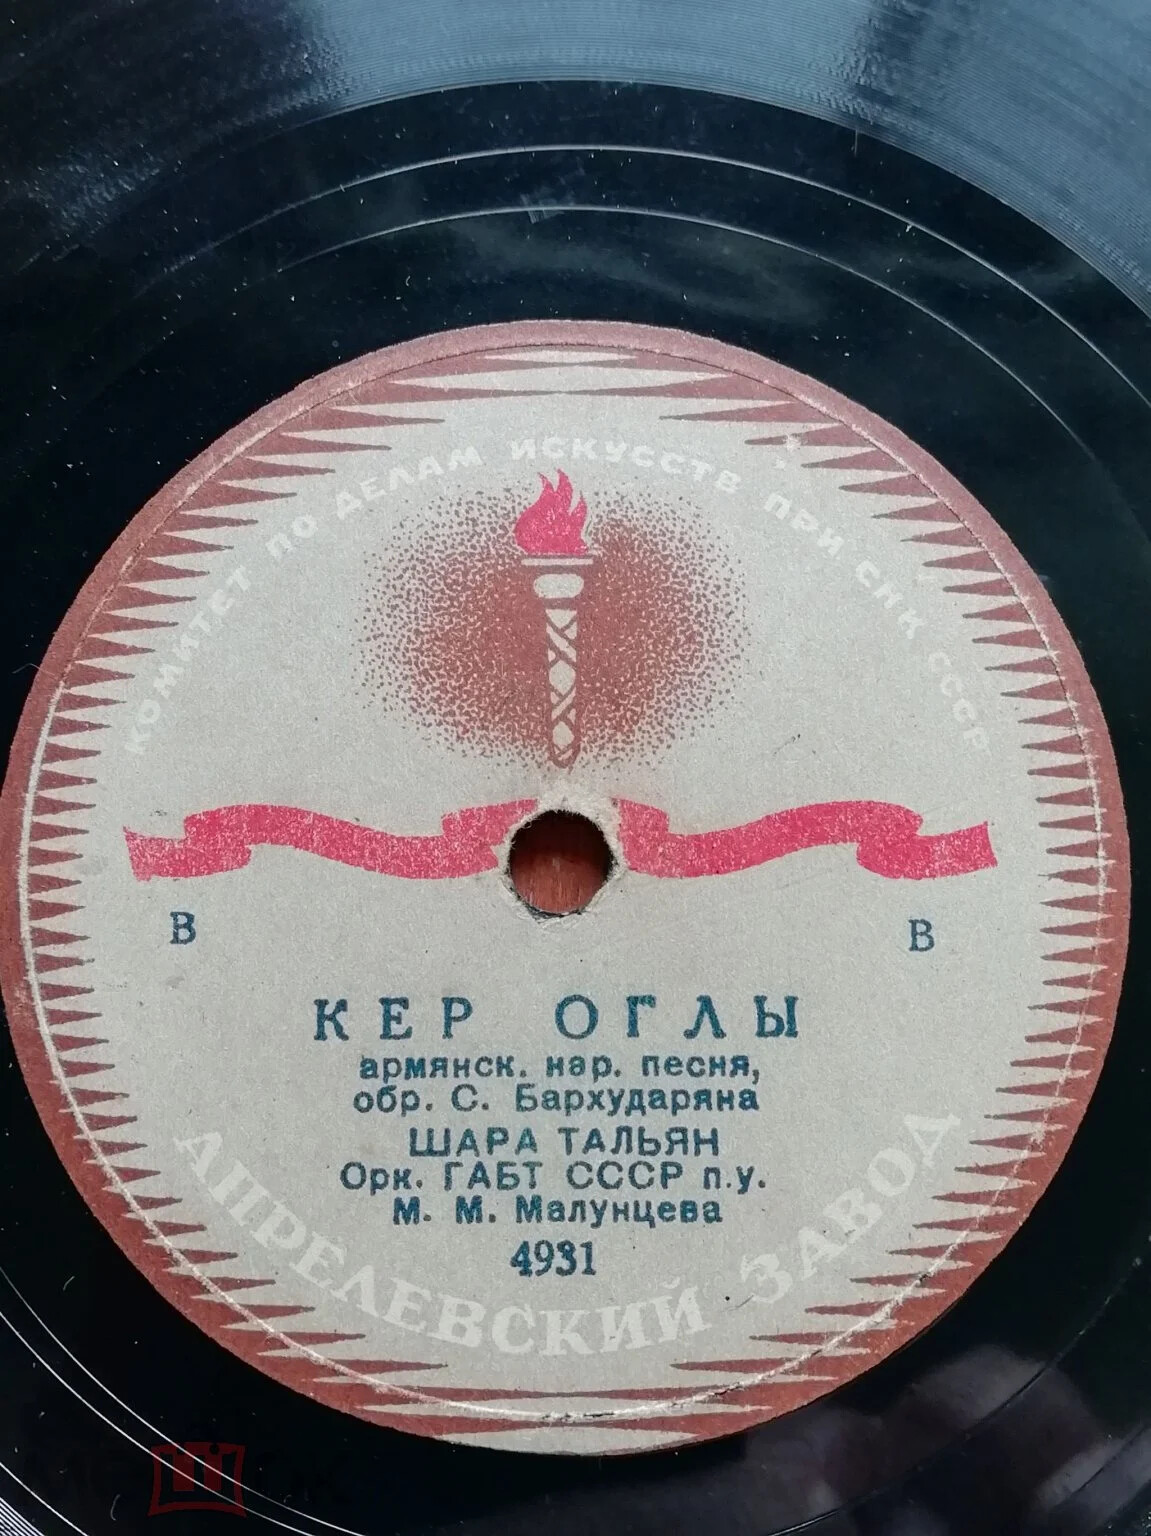 КОМИТЕТ ПО ДЕЛАМ ИСКУССТВ ПРИ СНК СССР
В В
КЕР ОГЛЫ
армянск. нар. песня,
обр. С. Бархударяна
ШАРА ТАЛЬЯН
Орк. ГАБТ СССР п.у.
М. М. Малунцева
4931
АПРЕЛЕВСКИЙ ЗАВОД